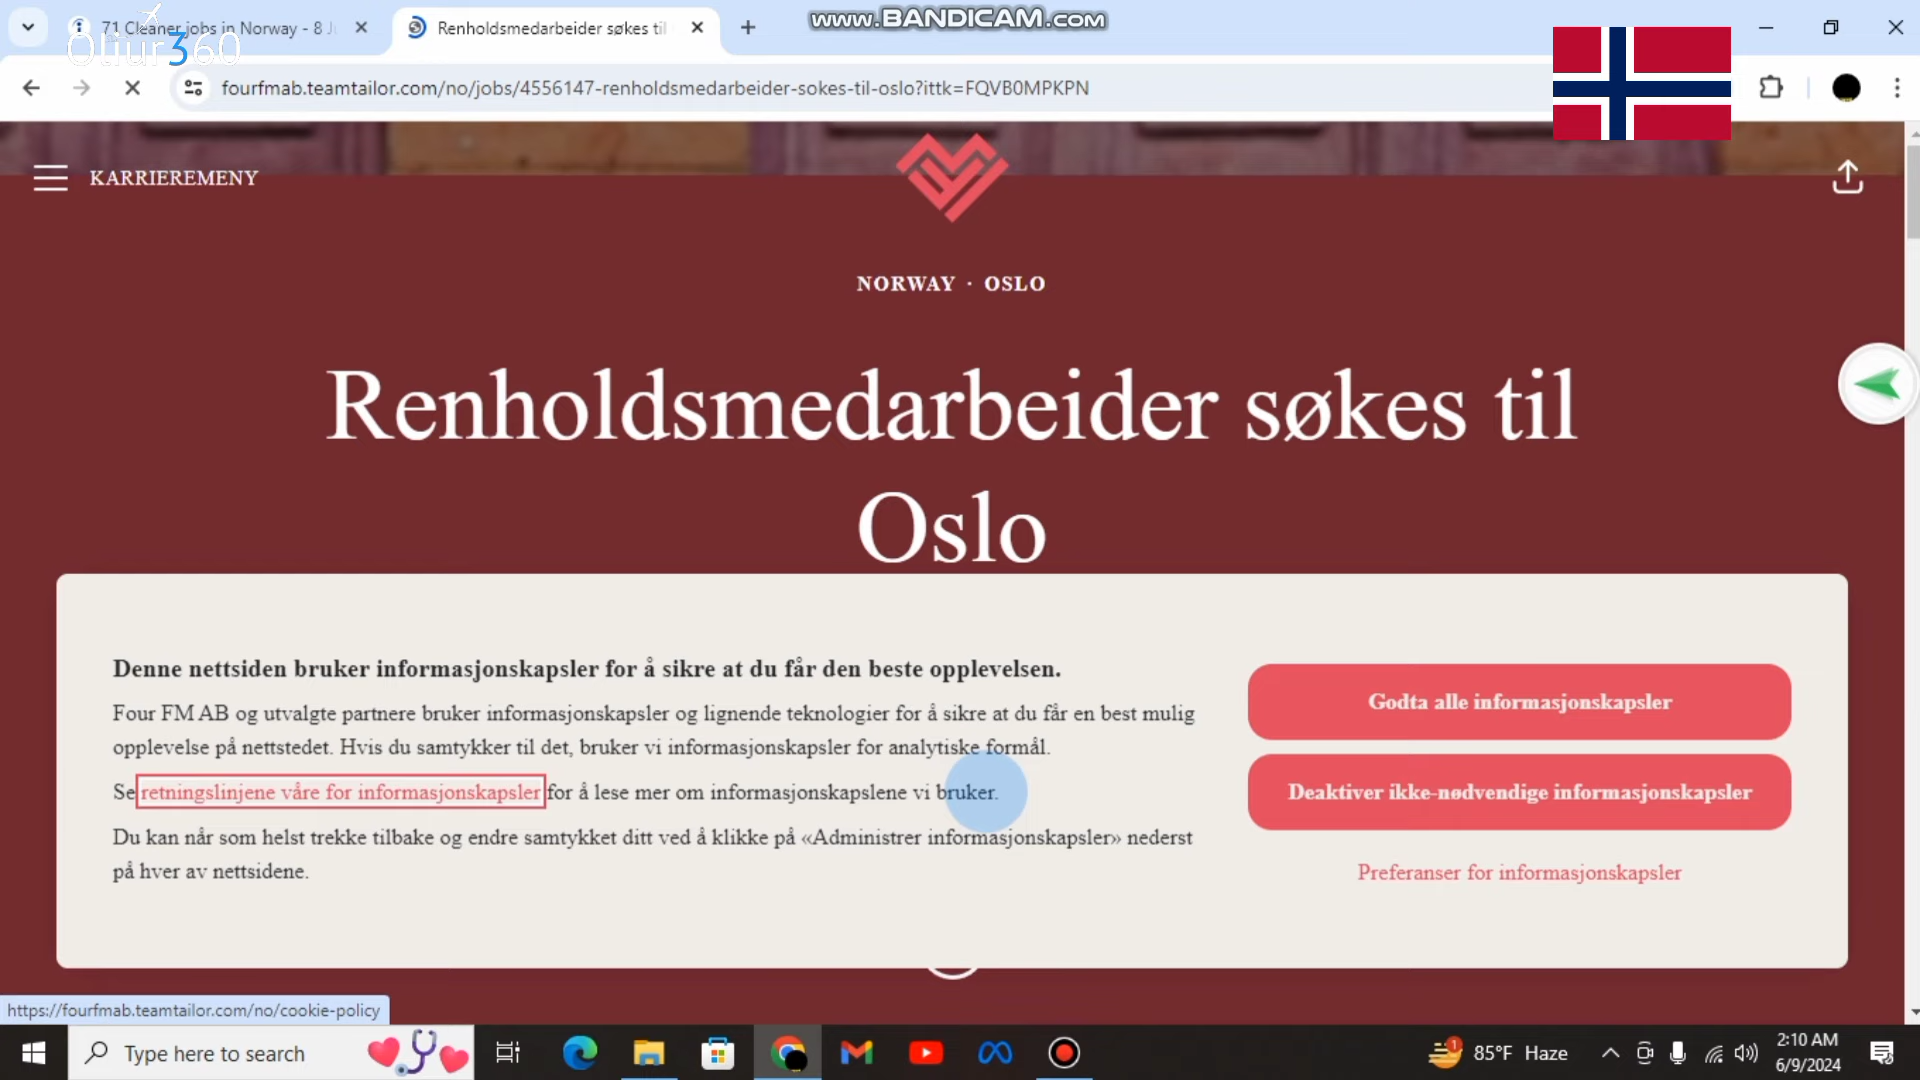 71 Cleaner jobs in Norway - 8 J
Renholdsmedarbeider søkes til
www.BANDICAM.com
Oliur360
fourfmab.teamtailor.com/no/jobs/4556147-renholdsmedarbeider-sokes-til-oslo?ittk=FQVB0MPKPN
KARRIEREMENY
NORWAY · OSLO
Renholdsmedarbeider søkes til
Oslo
Denne nettsiden bruker informasjonskapsler for å sikre at du får den beste opplevelsen.
Four FM AB og utvalgte partnere bruker informasjonskapsler og lignende teknologier for å sikre at du får en best mulig
opplevelse på nettstedet. Hvis du samtykker til det, bruker vi informasjonskapsler for analytiske formål.
Se retningslinjene våre for informasjonskapsler for å lese mer om informasjonskapslene vi bruker.
Du kan når som helst trekke tilbake og endre samtykket ditt ved å klikke på «Administrer informasjonskapsler» nederst
på hver av nettsidene.
Godta alle informasjonskapsler
Deaktiver ikke-nødvendige informasjonskapsler
Preferanser for informasjonskapsler
https://fourfmab.teamtailor.com/no/cookie-policy
Type here to search
1
85°F Haze
2:10 AM
6/9/2024